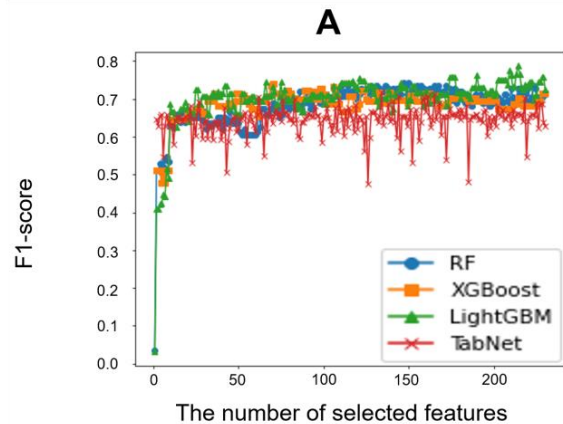 A
F1-score
0.8
0.7
0.6
0.5
0.4
0.3
0.2
0.1
0.0
RF
XGBoost
LightGBM
TabNet
0 50 100 150 200
The number of selected features